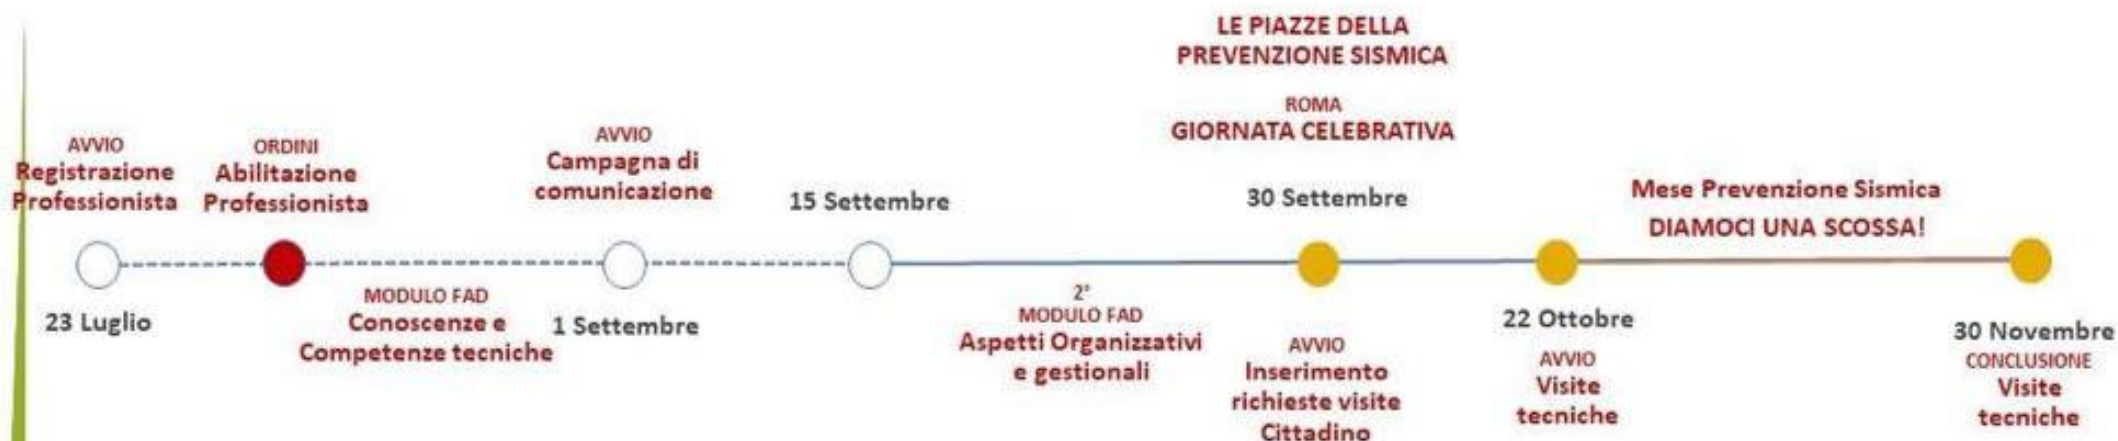 LE PIAZZE DELLA
PREVENZIONE SISMICA
ROMA
GIORNATA CELEBRATIVA
AVVIO
Registrazione
Professionista
ORDINI
Abilitazione
Professionista
AVVIO
Campagna di
comunicazione
15 Settembre
30 Settembre
Mese Prevenzione Sismica
DIAMOCI UNA SCOSSA!
23 Luglio
MODULO FAD
Conoscenze e
Competenze tecniche
1 Settembre
2°
MODULO FAD
Aspetti Organizzativi
e gestionali
AVVIO
Inserimento
richieste visite
Cittadino
22 Ottobre
AVVIO
Visite
tecniche
30 Novembre
CONCLUSIONE
Visite
tecniche